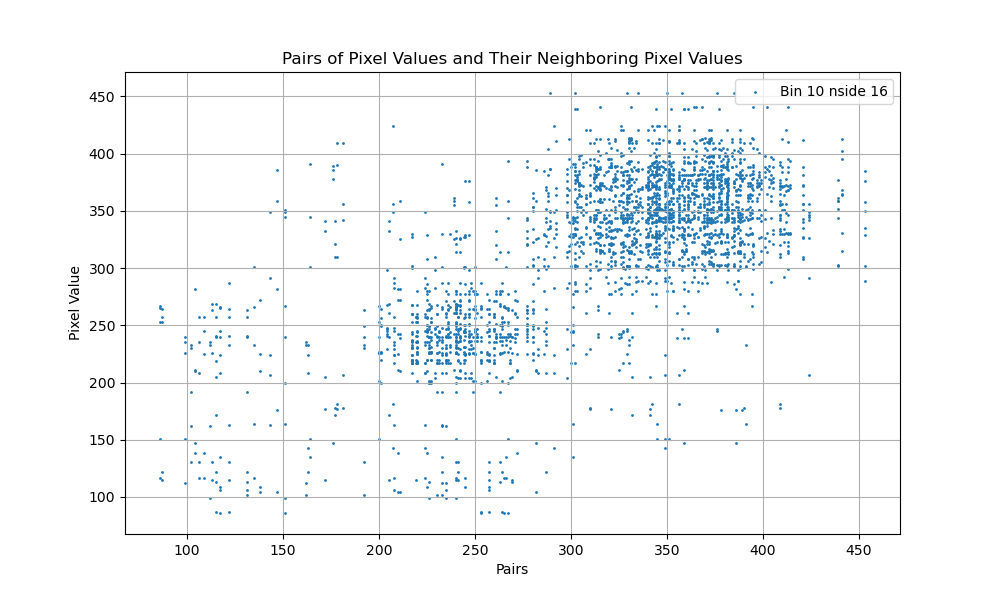 Pairs of Pixel Values and Their Neighboring Pixel Values
Bin 10 nside 16
450
400
350
300
250
200
150
100
Pixel Value
100 150 200 250 300 350 400 450
Pairs